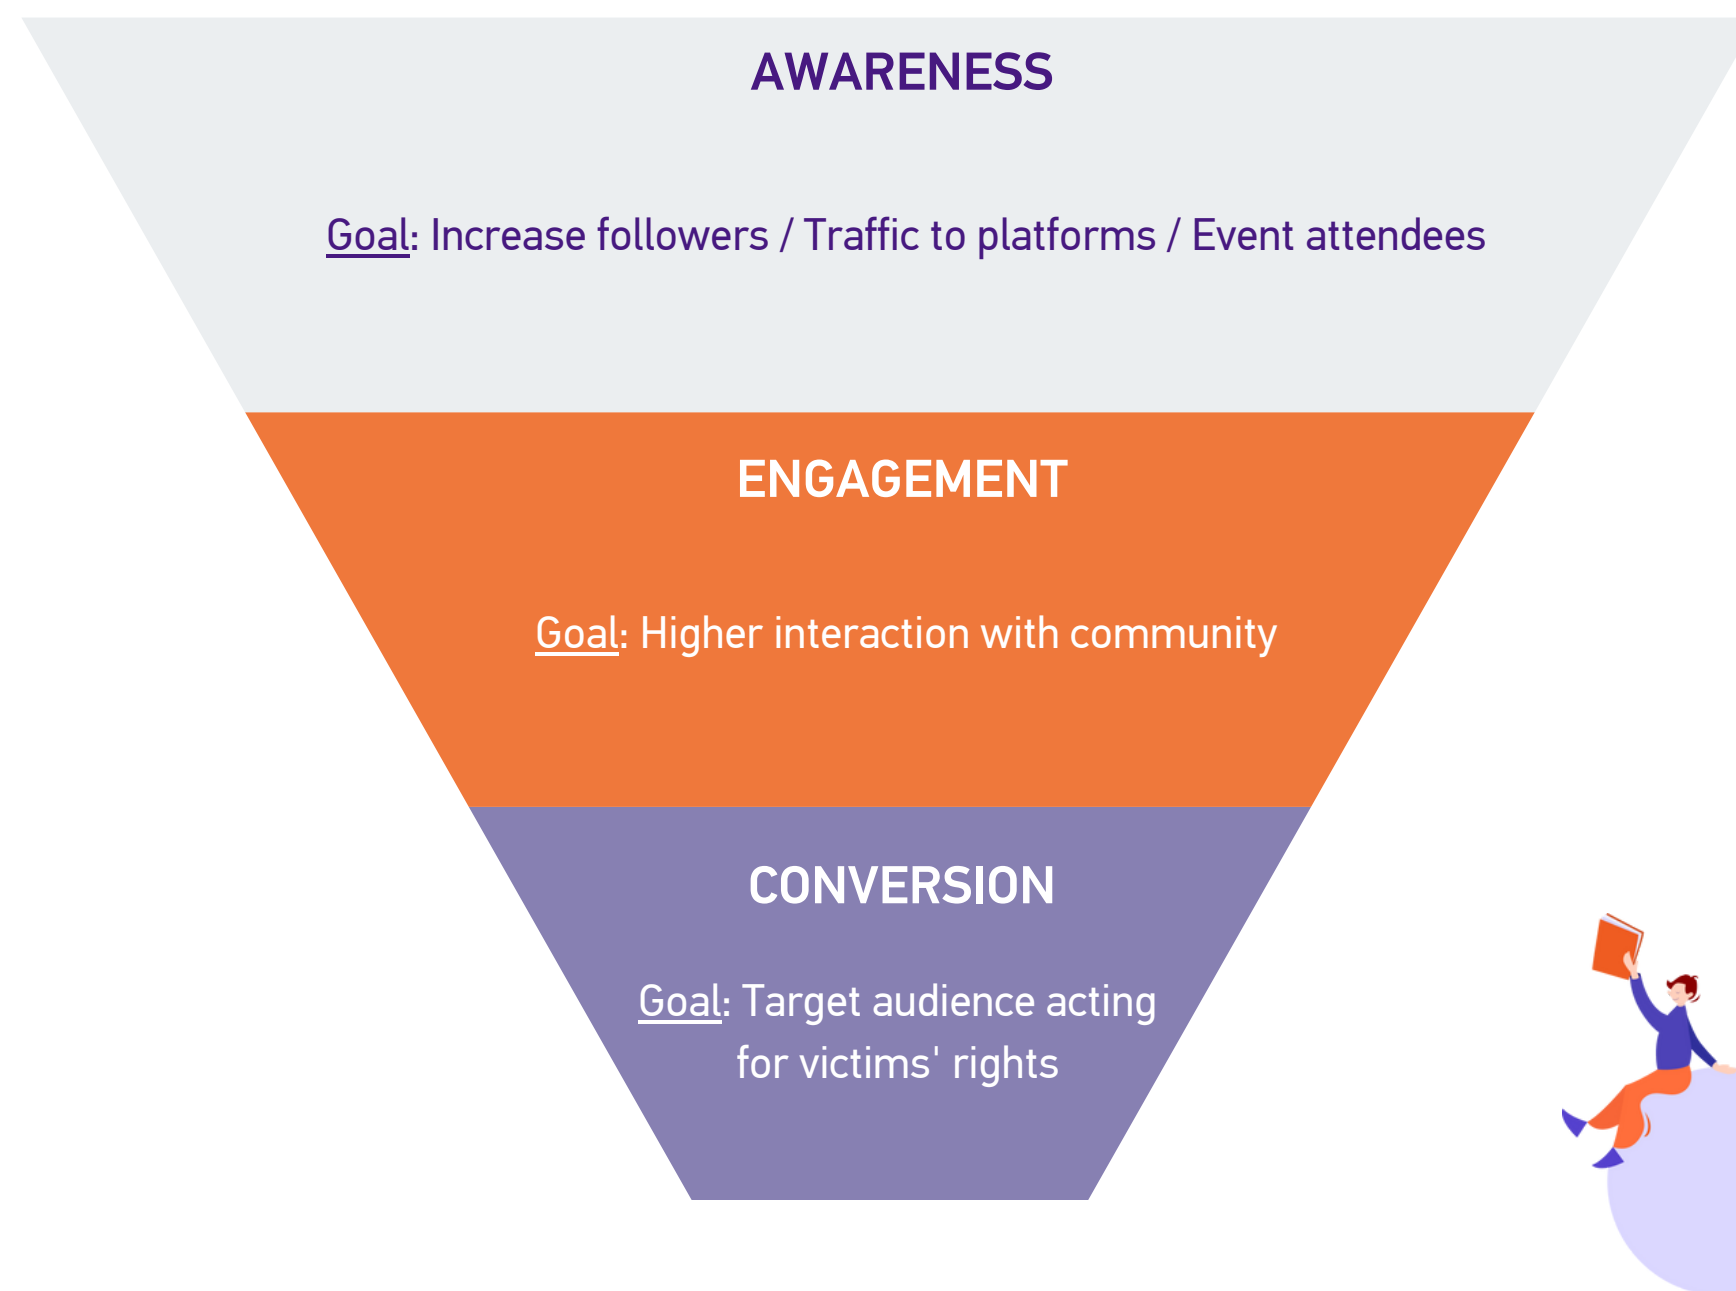 AWARENESS
Goal: Increase followers / Traffic to platforms / Event attendees
ENGAGEMENT
Goal: Higher interaction with community
CONVERSION
Goal: Target audience acting
for victims' rights